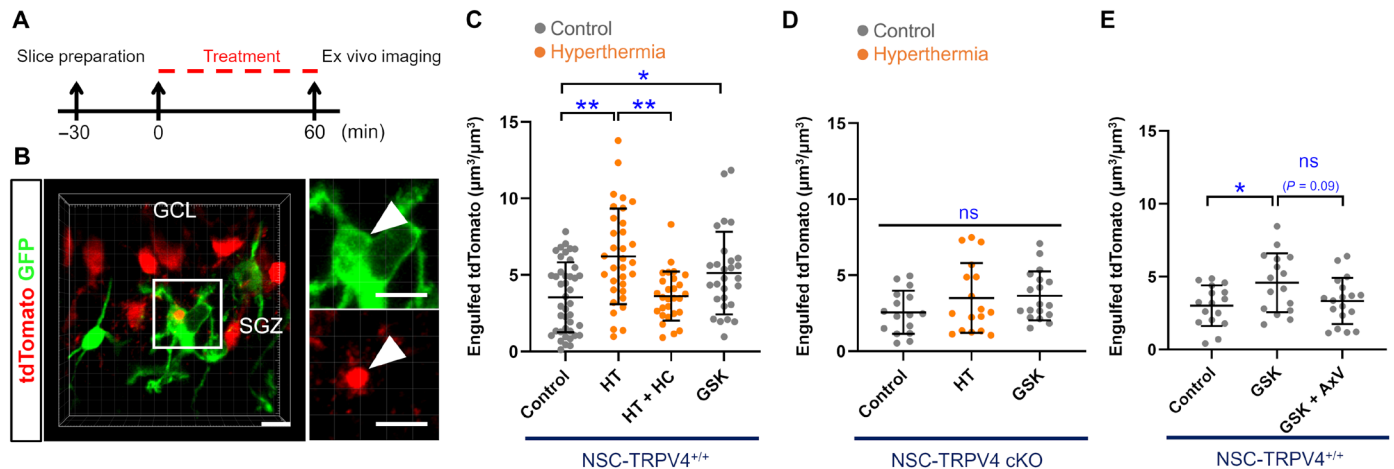 A
Slice preparation
Treatment
Ex vivo imaging
–30
0
60
(min)
B
tdTomato GFP
GCL
SGZ
C
Control
Hyperthermia
Engulfed tdTomato (μm³/μm³)
15
10
5
0
*
**
**
Control
HT
HT + HC
GSK
NSC-TRPV4+/+
D
Control
Hyperthermia
Engulfed tdTomato (μm³/μm³)
15
10
5
0
ns
Control
HT
GSK
NSC-TRPV4 cKO
E
Engulfed tdTomato (μm³/μm³)
15
10
5
0
*
ns
(P = 0.09)
Control
GSK
GSK + AxV
NSC-TRPV4+/+